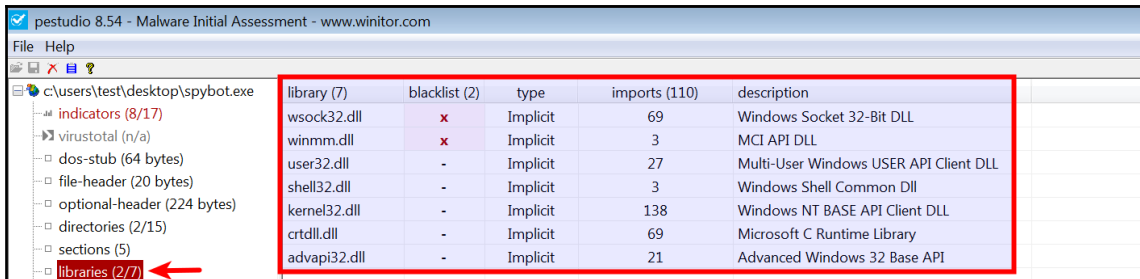 pestudio 8.54 - Malware Initial Assessment - www.winitor.com
File Help
c:\users\test\desktop\spybot.exe
indicators (8/17)
virustotal (n/a)
dos-stub (64 bytes)
file-header (20 bytes)
optional-header (224 bytes)
directories (2/15)
sections (5)
libraries (2/7)
library (7) blacklist (2) type imports (110) description
wsock32.dll x Implicit 69 Windows Socket 32-Bit DLL
winmm.dll x Implicit 3 MCI API DLL
user32.dll - Implicit 27 Multi-User Windows USER API Client DLL
shell32.dll - Implicit 3 Windows Shell Common Dll
kernel32.dll - Implicit 138 Windows NT BASE API Client DLL
crtdll.dll - Implicit 69 Microsoft C Runtime Library
advapi32.dll - Implicit 21 Advanced Windows 32 Base API